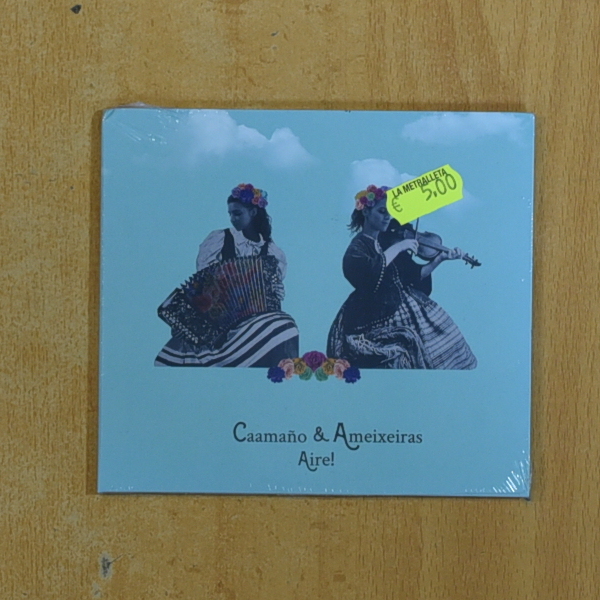 LA METRALLETA
€ 5,00
Caamaño & Ameixeiras
Aire!